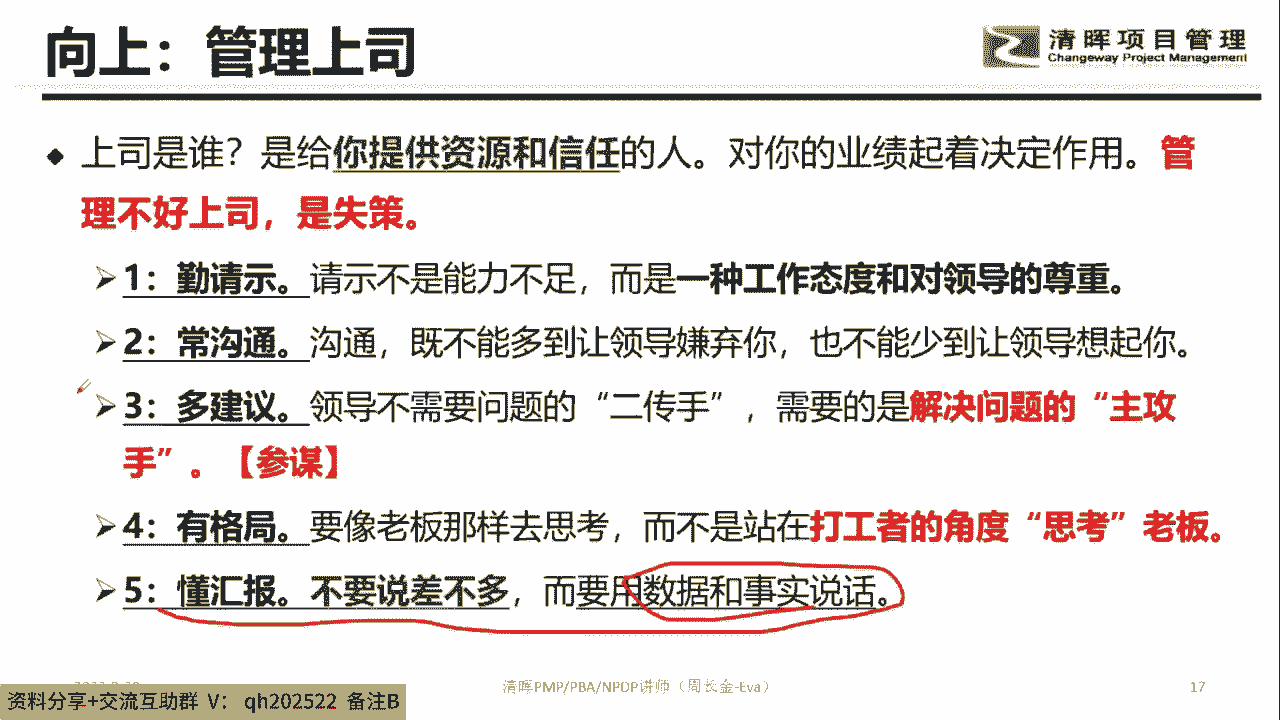 向上：管理上司
清晖项目管理
Changeway Project Management
上司是谁？是给你提供资源和信任的人。对你的业绩起着决定作用。管
理不好上司，是失策。
1：勤请示。请示不是能力不足，而是一种工作态度和对领导的尊重。
2：常沟通。沟通，既不能多到让领导嫌弃你，也不能少到让领导想起你。
3：多建议。领导不需要问题的“二传手”，需要的是解决问题的“主攻
手”。【参谋】
4：有格局。要像老板那样去思考，而不是站在打工者的角度“思考”老板。
5：懂汇报。不要说差不多，而要用数据和事实说话。
清晖PMP/PBA/NPDP讲师（周长金-Eva）
17
资料分享+交流互助群 V： qh202522 备注B